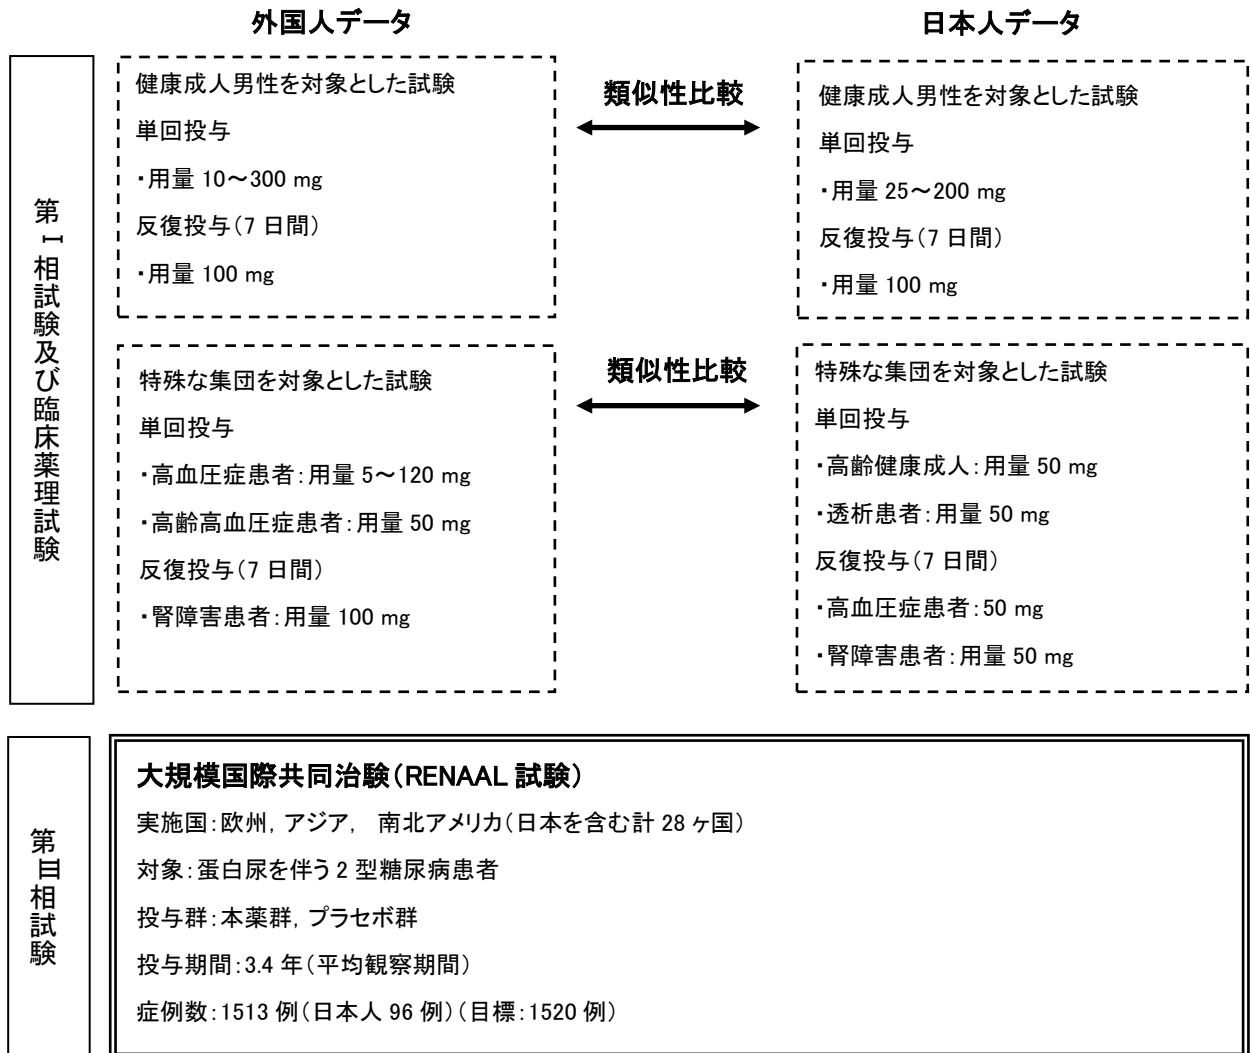 外国人データ
日本人データ
第Ⅰ相試験及び臨床薬理試験
健康成人男性を対象とした試験
単回投与
・用量 10～300 mg
反復投与（7 日間）
・用量 100 mg
類似性比較
健康成人男性を対象とした試験
単回投与
・用量 25～200 mg
反復投与（7 日間）
・用量 100 mg
特殊な集団を対象とした試験
単回投与
・高血圧症患者：用量 5～120 mg
・高齢高血圧症患者：用量 50 mg
反復投与（7 日間）
・腎障害患者：用量 100 mg
類似性比較
特殊な集団を対象とした試験
単回投与
・高齢健康成人：用量 50 mg
・透析患者：用量 50 mg
反復投与（7 日間）
・高血圧症患者：50 mg
・腎障害患者：用量 50 mg
第Ⅲ相試験
大規模国際共同治験（RENAAL 試験）
実施国：欧州，アジア， 南北アメリカ（日本を含む計 28 ヶ国）
対象：蛋白尿を伴う 2 型糖尿病患者
投与群：本薬群，プラセボ群
投与期間：3.4 年（平均観察期間）
症例数：1513 例（日本人 96 例）（目標：1520 例）